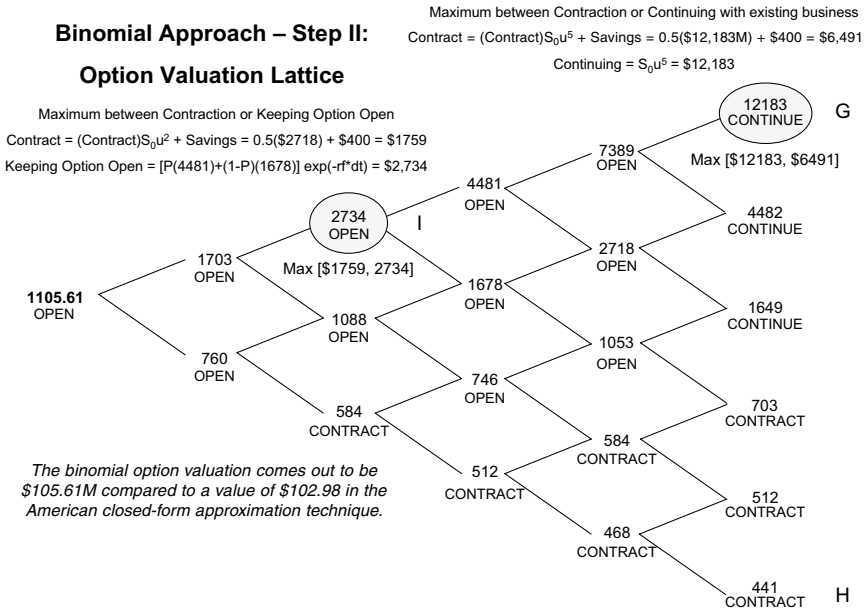 Binomial Approach – Step II:
Option Valuation Lattice
Maximum between Contraction or Continuing with existing business
Contract = (Contract)S₀u⁵ + Savings = 0.5($12,183M) + $400 = $6,491
Continuing = S₀u⁵ = $12,183
Maximum between Contraction or Keeping Option Open
Contract = (Contract)S₀u² + Savings = 0.5($2718) + $400 = $1759
Keeping Option Open = [P(4481)+(1-P)(1678)] exp(-rf*dt) = $2,734
1105.61
OPEN
1703
OPEN
760
OPEN
2734
OPEN
I
Max [$1759, 2734]
1088
OPEN
584
CONTRACT
4481
OPEN
1678
OPEN
746
OPEN
512
CONTRACT
7389
OPEN
2718
OPEN
1053
OPEN
584
CONTRACT
468
CONTRACT
12183
CONTINUE
G
Max [$12183, $6491]
4482
CONTINUE
1649
CONTINUE
703
CONTRACT
512
CONTRACT
441
CONTRACT
H
The binomial option valuation comes out to be
$105.61M compared to a value of $102.98 in the
American closed-form approximation technique.